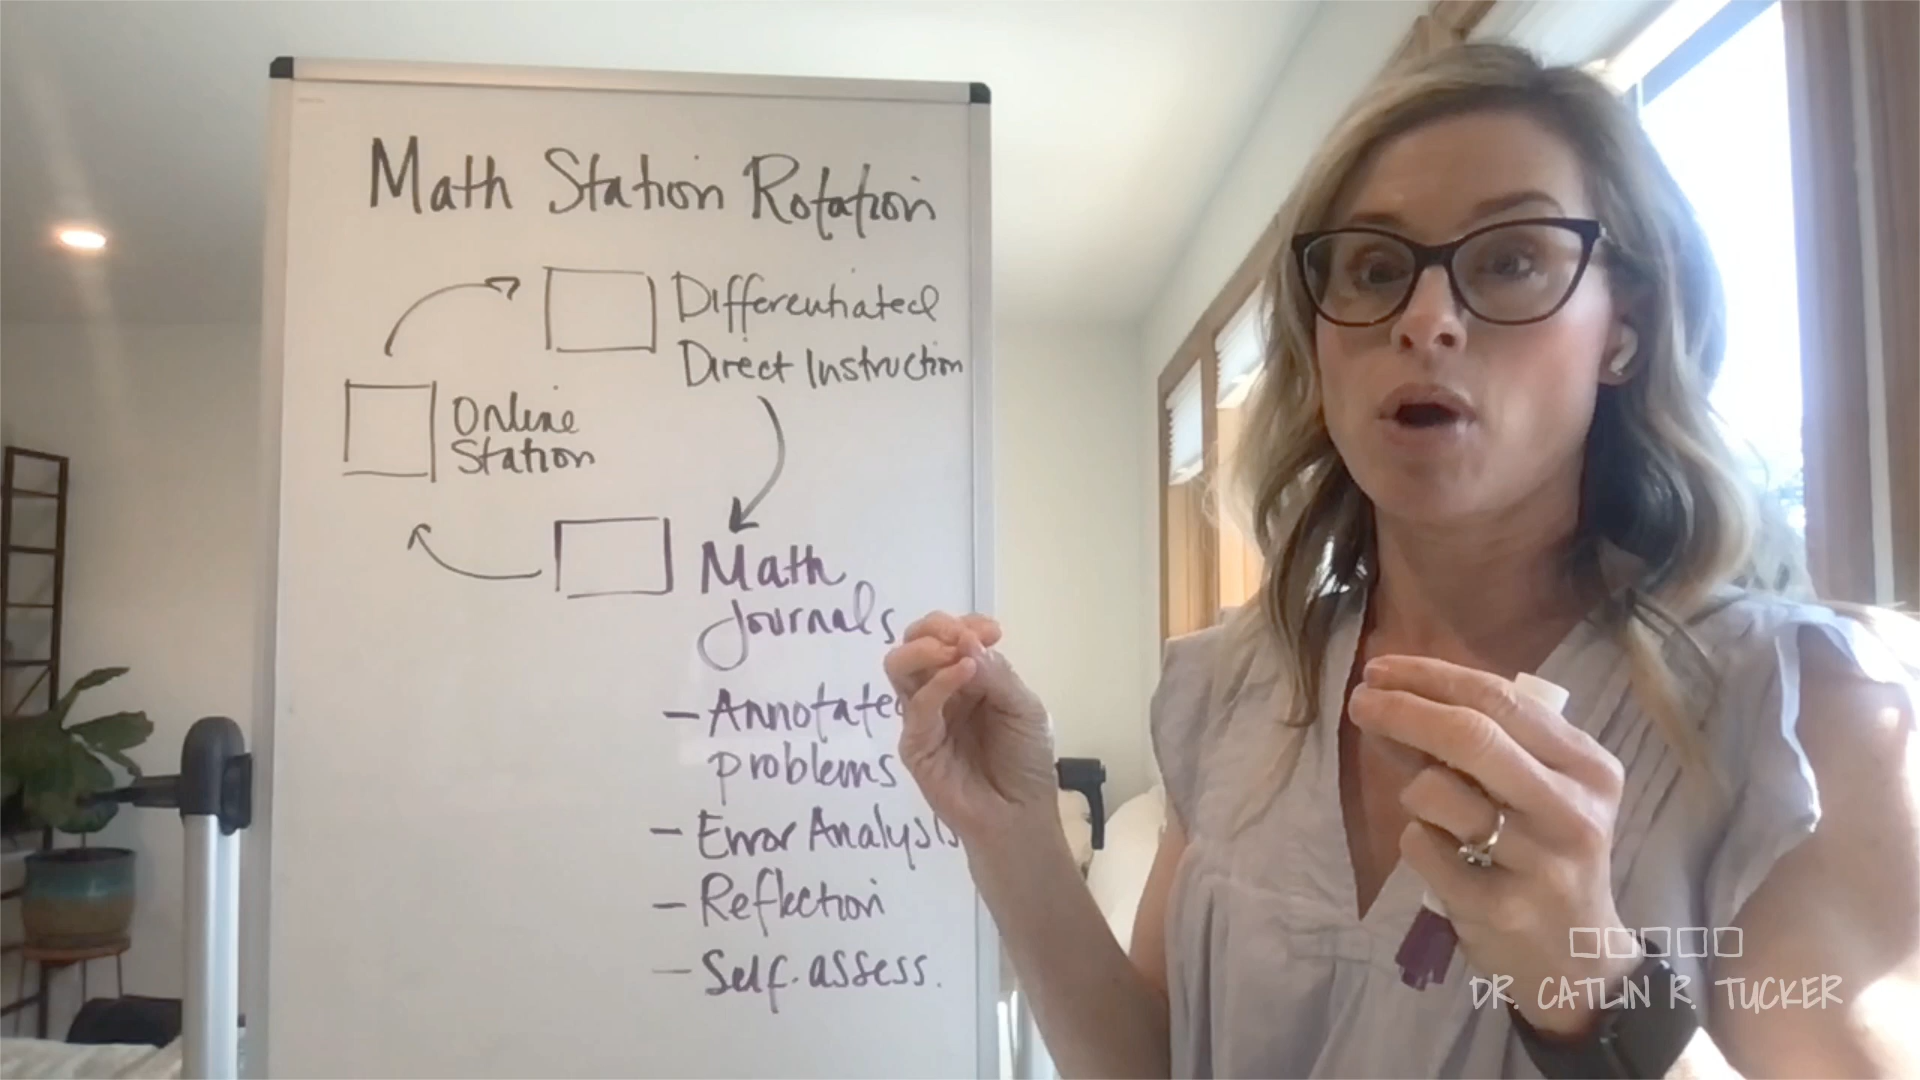 Math Station Rotation
Differentiated
Direct Instruction
Online
Station
Math
Journals
- Annotated
problems
- Error Analysis
- Reflection
- Self-assess.
DR. CATLIN R. TUCKER